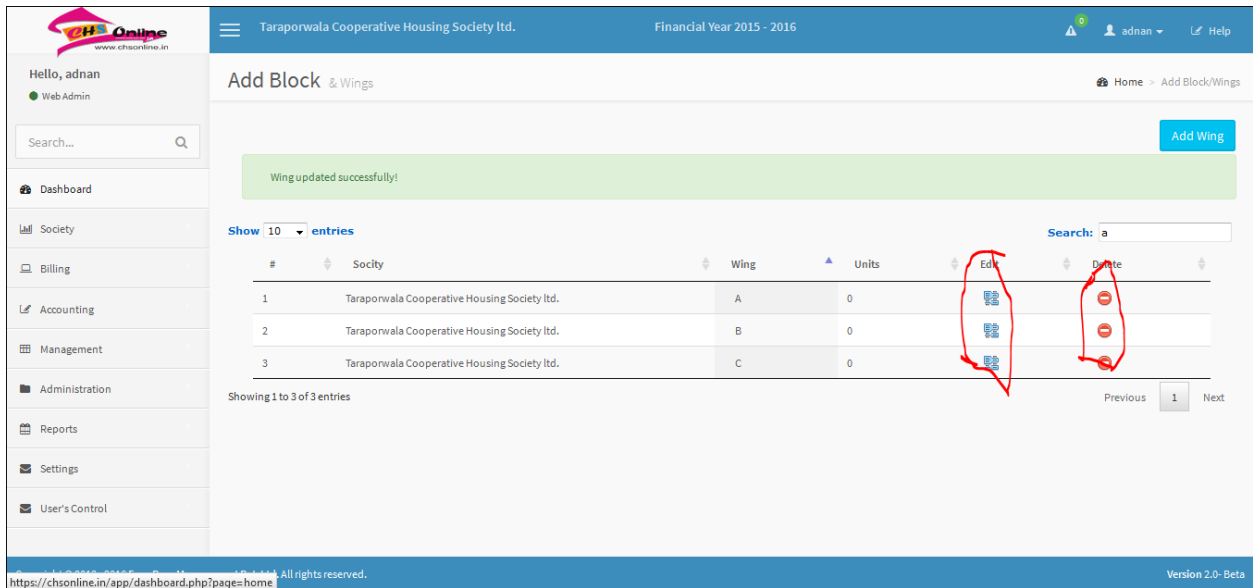 CHS Online
www.chsonline.in
Taraporwala Cooperative Housing Society ltd.
Financial Year 2015 - 2016
0
adnan
Help
Hello, adnan
Web Admin
Add Block & Wings
Home > Add Block/Wings
Search...
Add Wing
Wing updated successfully!
Dashboard
Society
Billing
Accounting
Management
Administration
Reports
Settings
User's Control
Show 10 entries
Search: a
# Socity Wing Units Edit Delete
1 Taraporwala Cooperative Housing Society ltd. A 0
2 Taraporwala Cooperative Housing Society ltd. B 0
3 Taraporwala Cooperative Housing Society ltd. C 0
Showing 1 to 3 of 3 entries
Previous 1 Next
All rights reserved.
Version 2.0- Beta
https://chsonline.in/app/dashboard.php?page=home